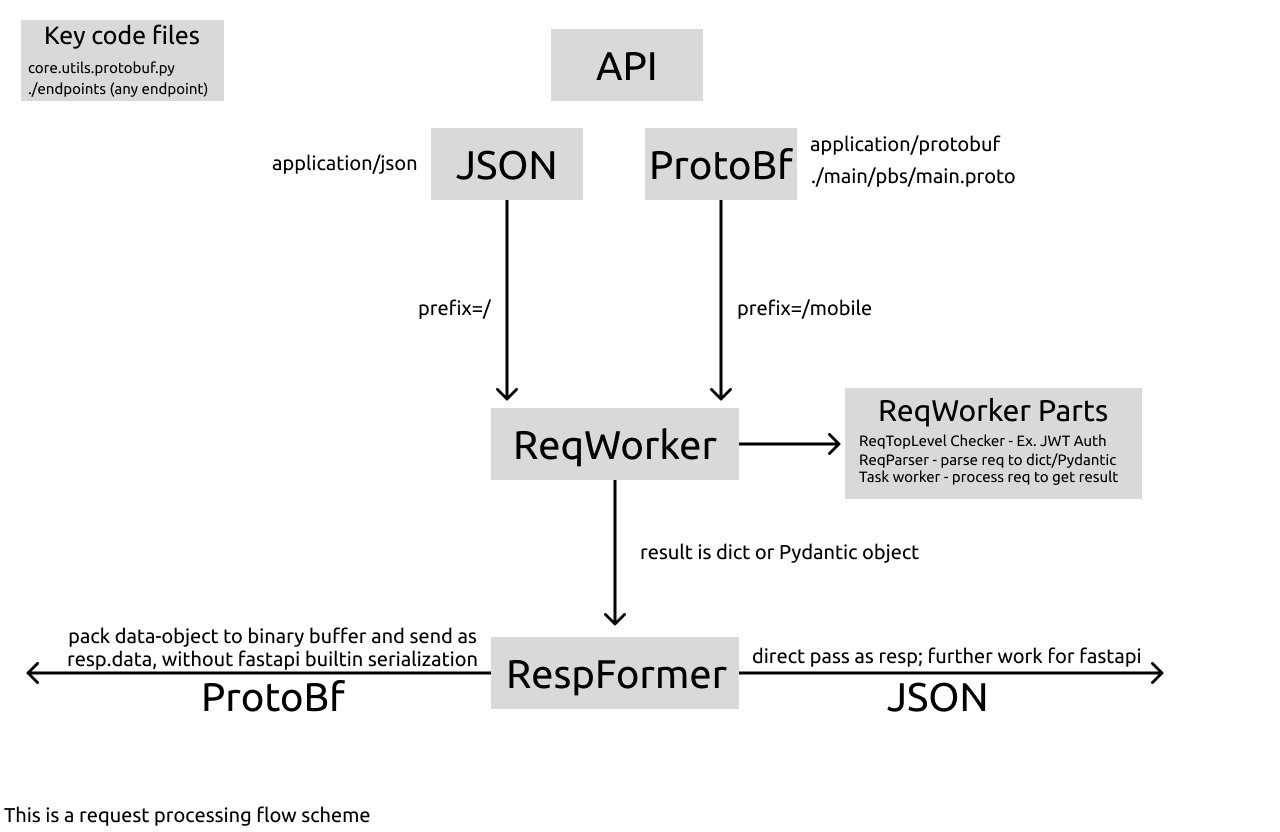 Key code files
core.utils.protobuf.py
./endpoints (any endpoint)
API
application/json
JSON
ProtoBf
application/protobuf
./main/pbs/main.proto
prefix=/
prefix=/mobile
ReqWorker
ReqWorker Parts
ReqTopLevel Checker - Ex. JWT Auth
ReqParser - parse req to dict/Pydantic
Task worker - process req to get result
result is dict or Pydantic object
pack data-object to binary buffer and send as
resp.data, without fastapi builtin serialization
ProtoBf
RespFormer
direct pass as resp; further work for fastapi
JSON
This is a request processing flow scheme